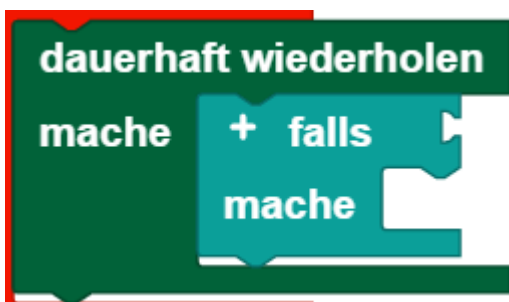 dauerhaft wiederholen
mache + falls
mache